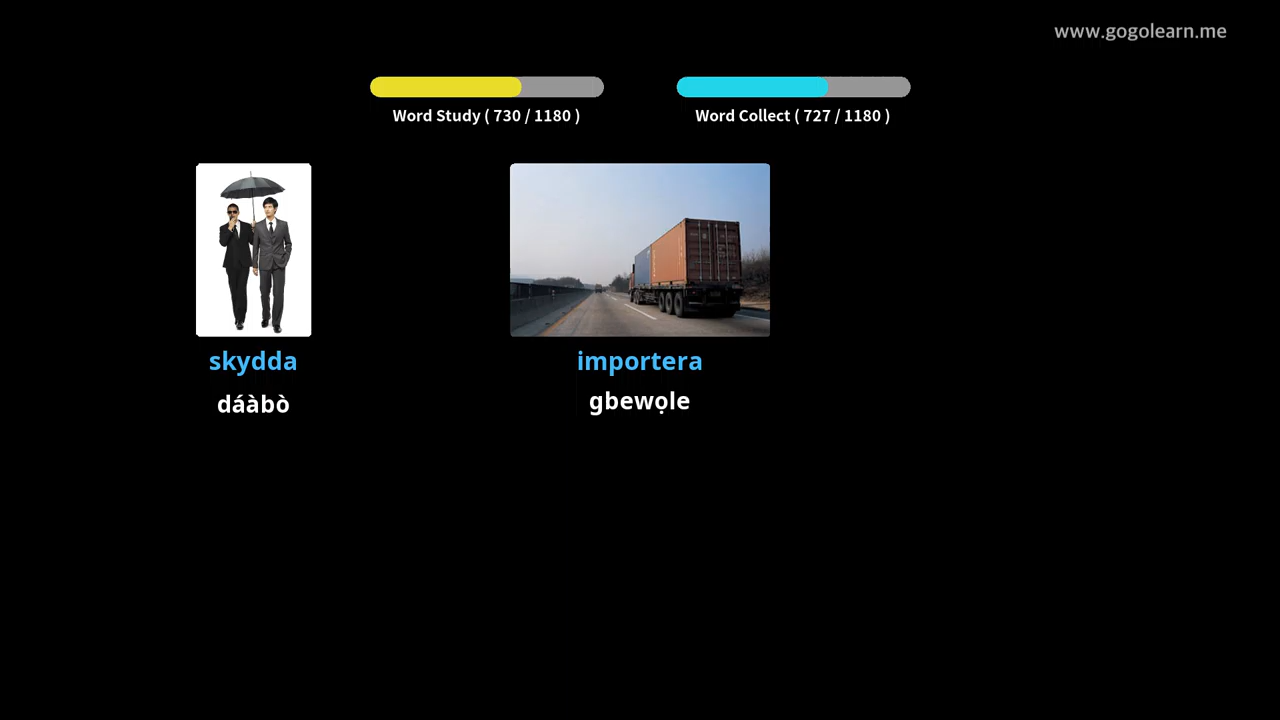 www.gogolearn.me
Word Study ( 730 / 1180 )
Word Collect ( 727 / 1180 )
skydda
importera
dáàbò
gbewọle